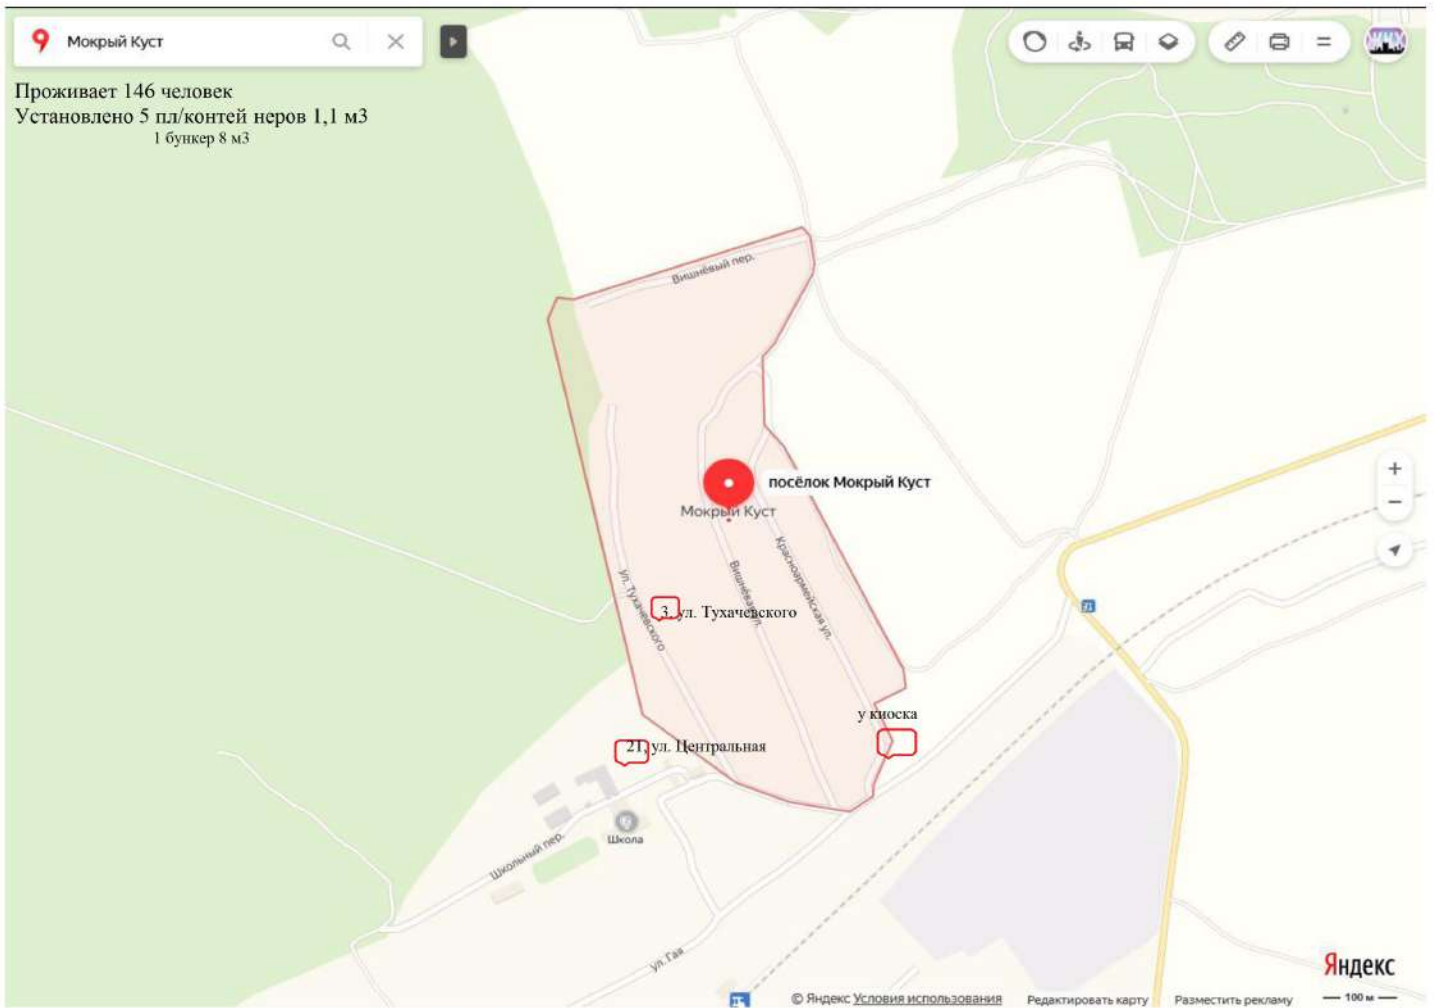 Мокрый Куст
Проживает 146 человек
Установлено 5 пл/контей неров 1,1 м3
1 бункер 8 м3
Вишнёвый пер.
посёлок Мокрый Куст
Мокрый Куст
Красноармейская ул.
Вишнёвая ул.
ул. Тухачевского
3, ул. Тухачевского
у киоска
21, ул. Центральная
Школа
Школьный пер.
ул. Гая
Яндекс
© Яндекс Условия использования
Редактировать карту
Разместить рекламу
100 м